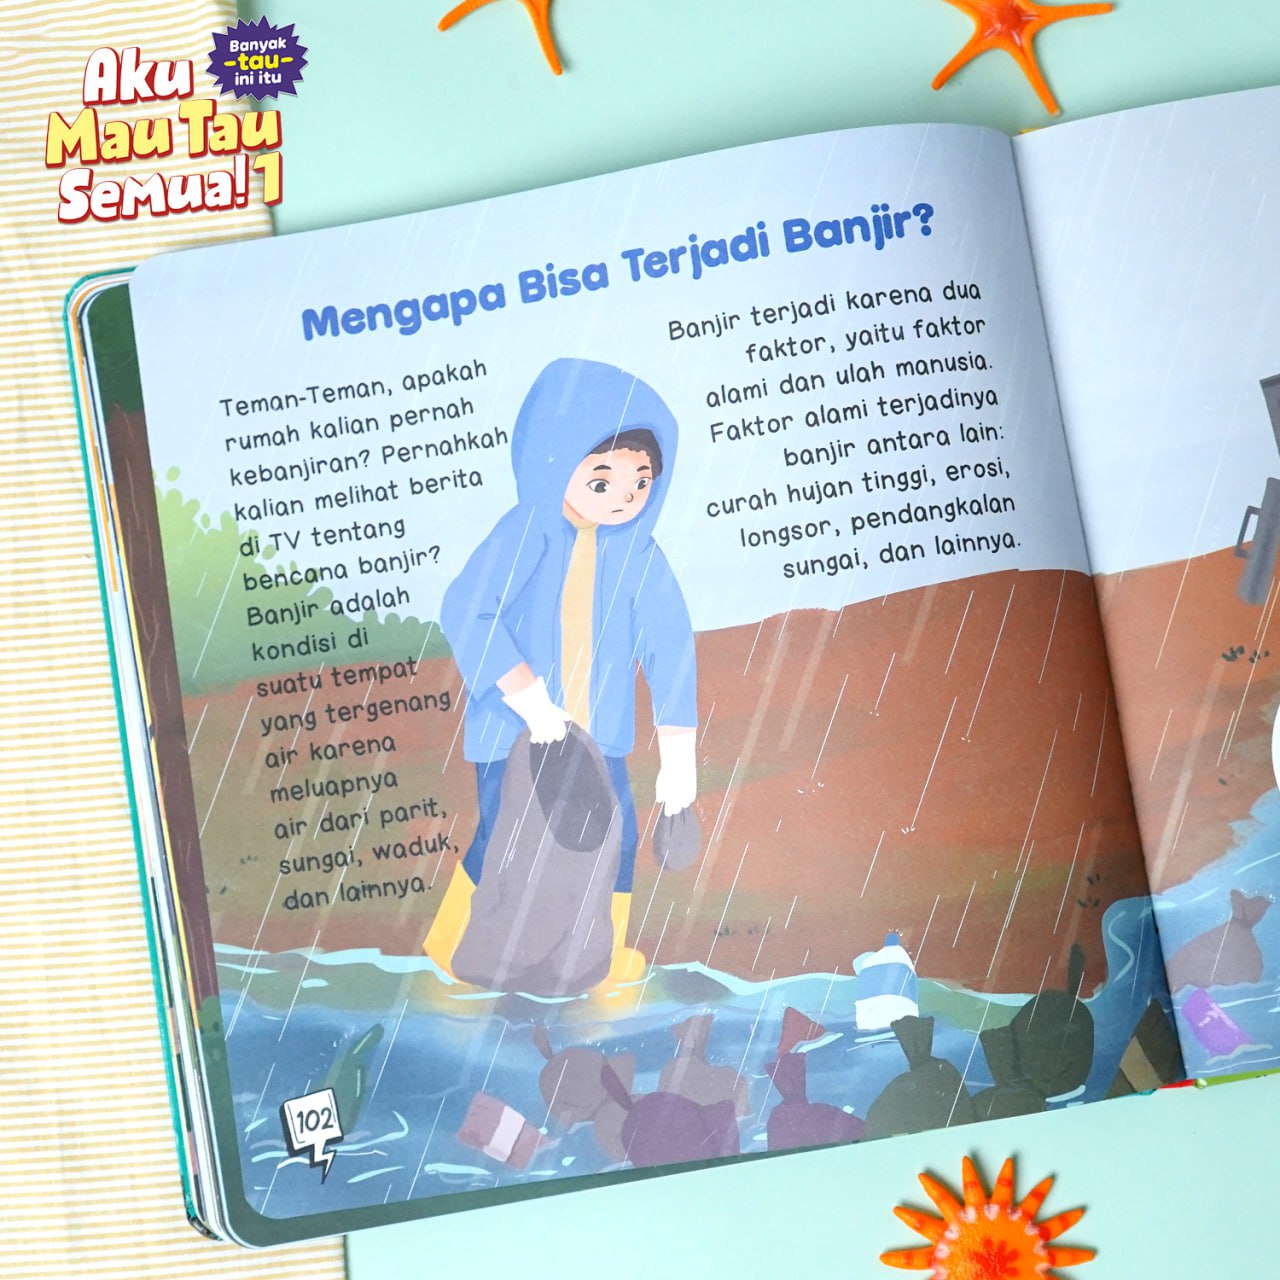 Aku
Mau Tau
Semua! 1
Banyak
-tau-
ini itu
Mengapa Bisa Terjadi Banjir?
Teman-Teman, apakah
rumah kalian pernah
kebanjiran? Pernahkah
kalian melihat berita
di TV tentang
bencana banjir?
Banjir adalah
kondisi di
suatu tempat
yang tergenang
air karena
meluapnya
air dari parit,
sungai, waduk,
dan lainnya.
Banjir terjadi karena dua
faktor, yaitu faktor
alami dan ulah manusia.
Faktor alami terjadinya
banjir antara lain:
curah hujan tinggi, erosi,
longsor, pendangkalan
sungai, dan lainnya.
102